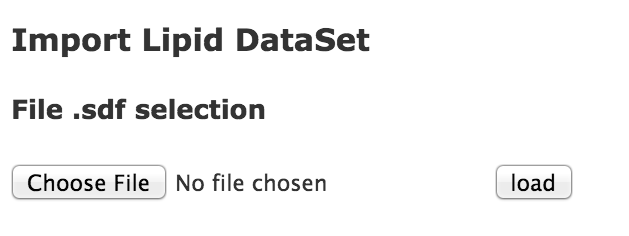 Import Lipid DataSet
File .sdf selection
Choose File No file chosen load